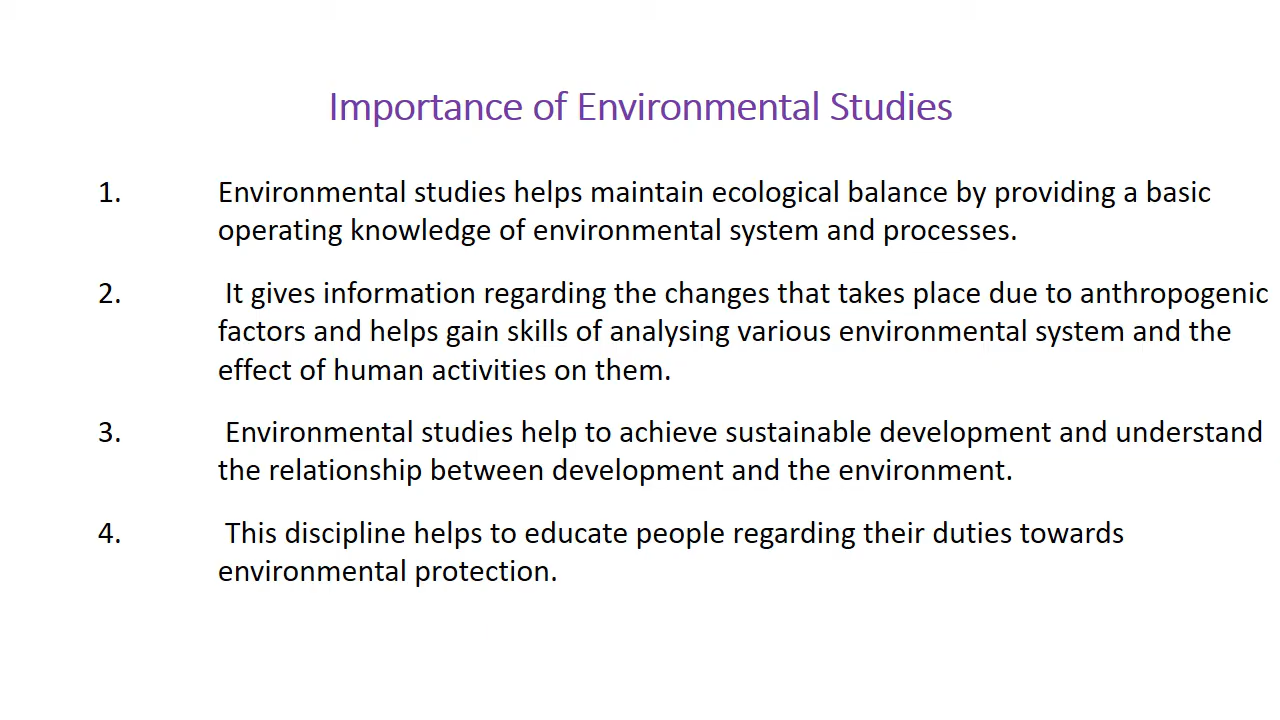 Importance of Environmental Studies
1. Environmental studies helps maintain ecological balance by providing a basic
operating knowledge of environmental system and processes.
2. It gives information regarding the changes that takes place due to anthropogenic
factors and helps gain skills of analysing various environmental system and the
effect of human activities on them.
3. Environmental studies help to achieve sustainable development and understand
the relationship between development and the environment.
4. This discipline helps to educate people regarding their duties towards
environmental protection.